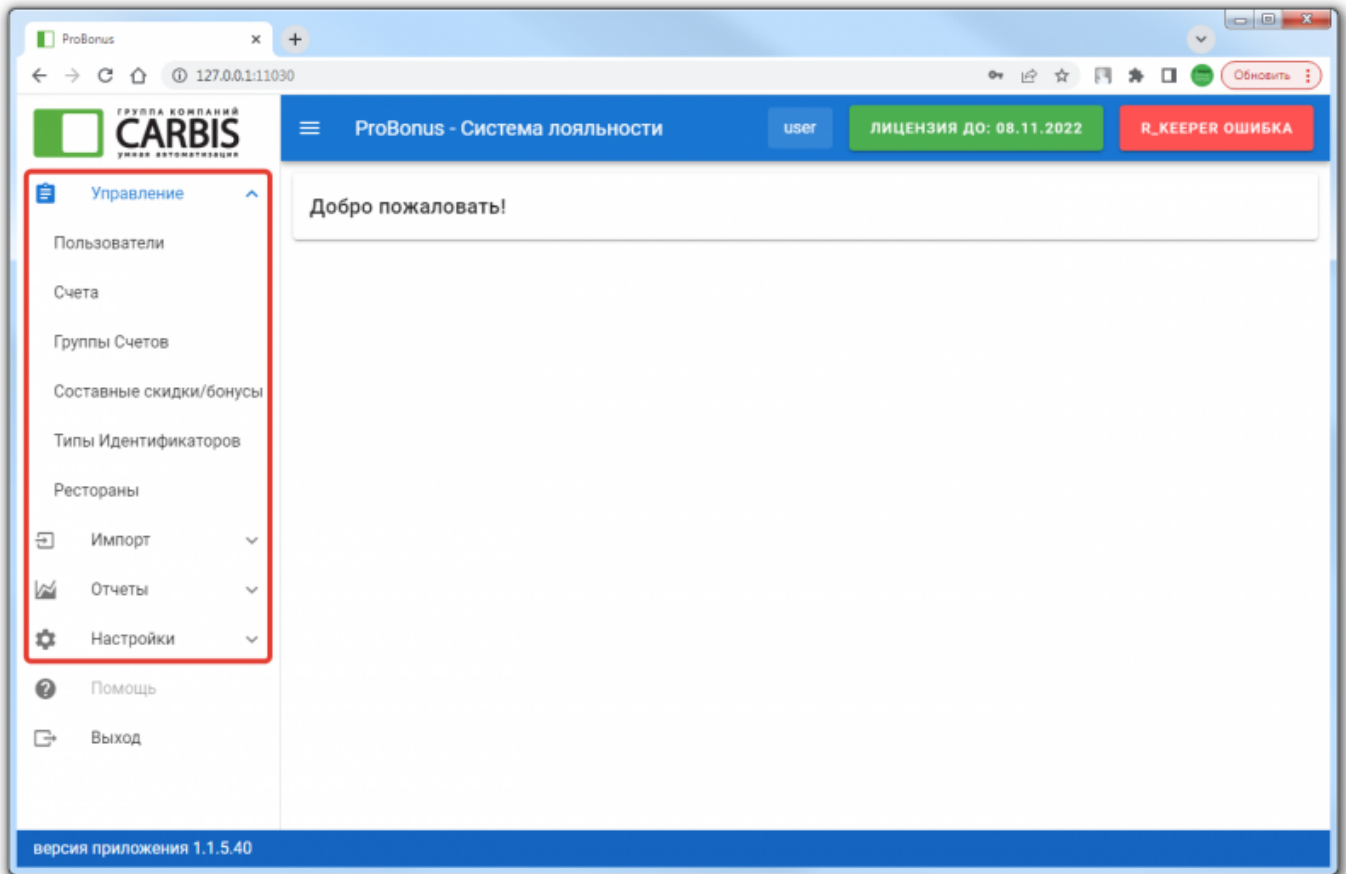 ProBonus
127.0.0.1:11030
Обновить
ГРУППА КОМПАНИЙ
CARBIS
умная автоматизация
ProBonus - Система лояльности
user
ЛИЦЕНЗИЯ ДО: 08.11.2022
R_KEEPER ОШИБКА
Управление
Добро пожаловать!
Пользователи
Счета
Группы Счетов
Составные скидки/бонусы
Типы Идентификаторов
Рестораны
Импорт
Отчеты
Настройки
Помощь
Выход
версия приложения 1.1.5.40